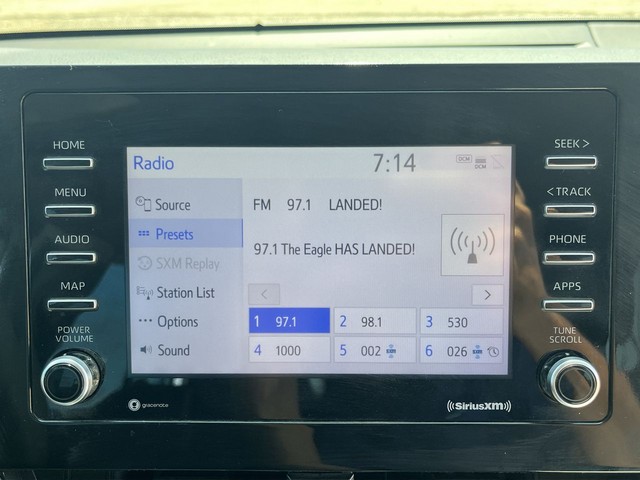 HOME
MENU
AUDIO
MAP
POWER
VOLUME
Radio
7:14
DCM
DCM
Source
Presets
SXM Replay
Station List
Options
Sound
FM 97.1 LANDED!
97.1 The Eagle HAS LANDED!
< >
1 97.1 2 98.1 3 530
4 1000 5 002 6 026
SEEK >
< TRACK
PHONE
APPS
TUNE
SCROLL
gracenote
((SiriusXM))